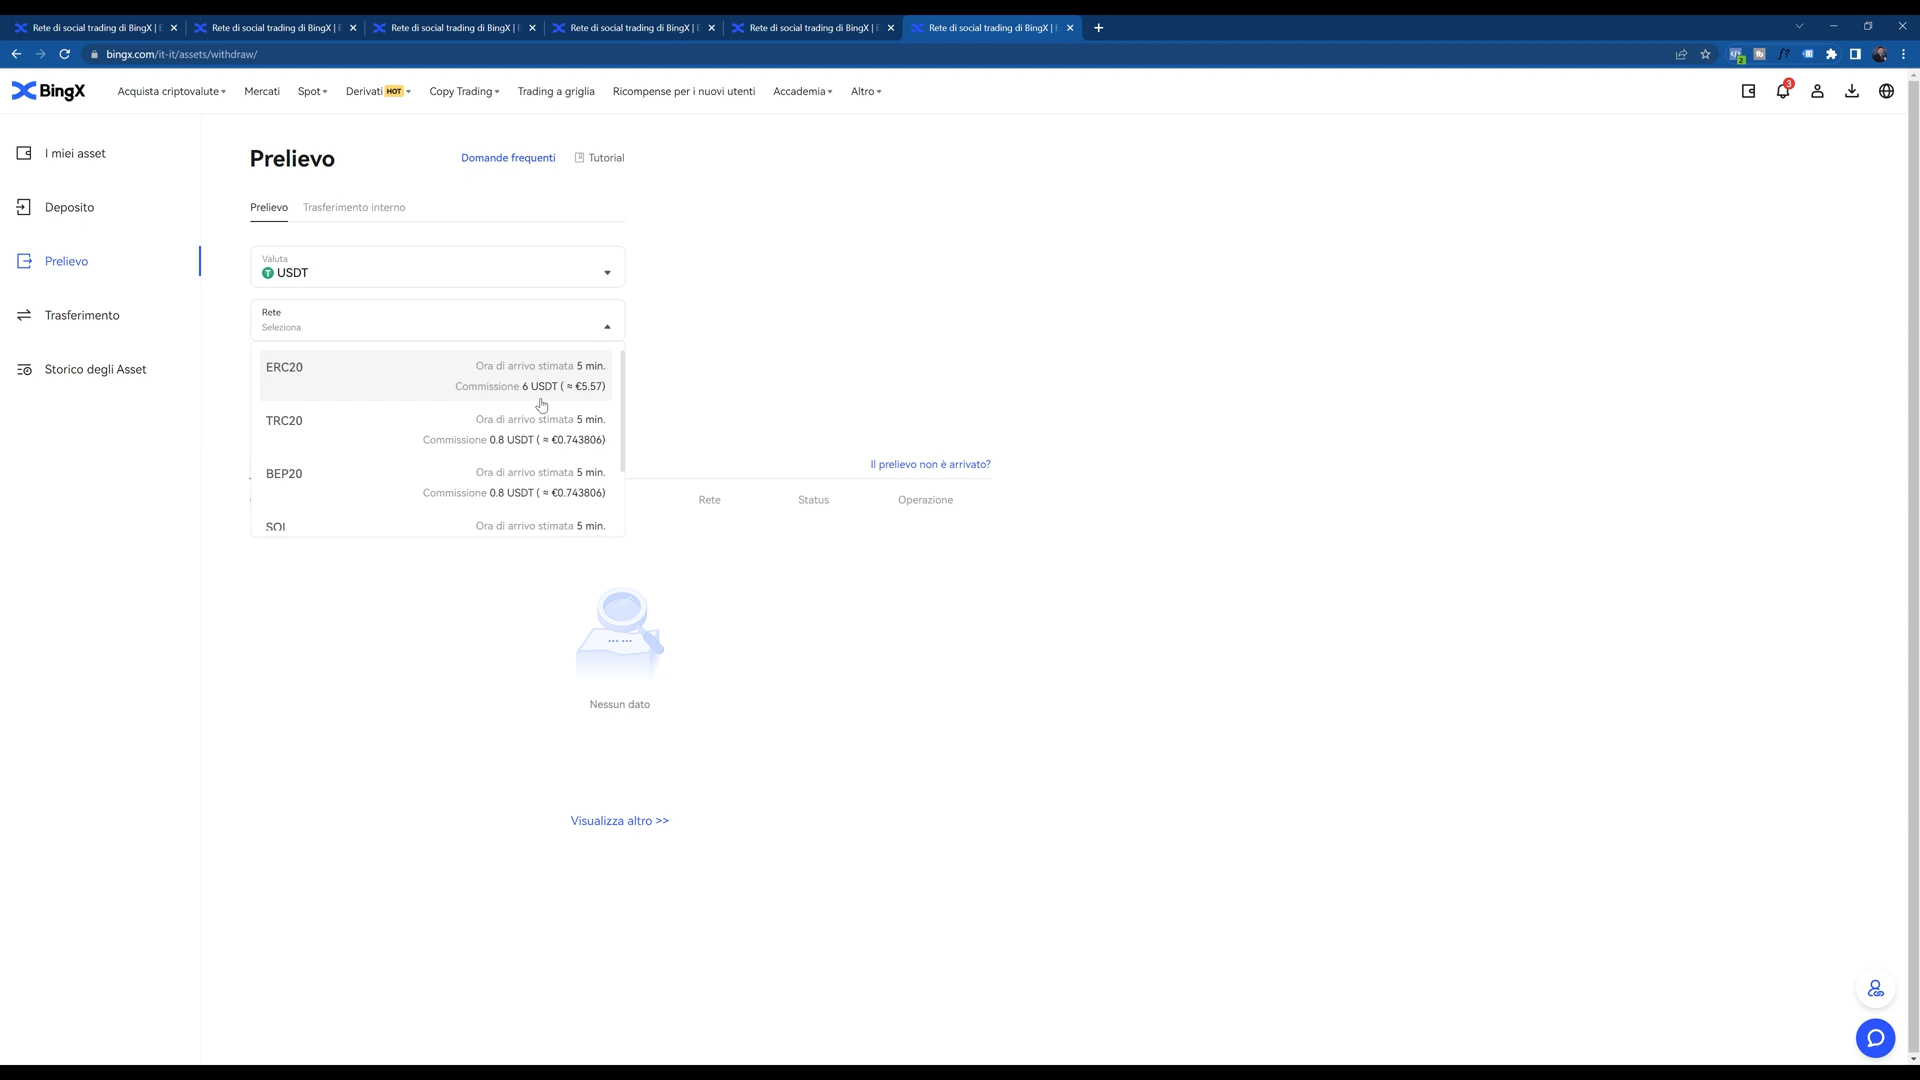 Rete di social trading di BingX | E
Rete di social trading di BingX | E
Rete di social trading di BingX | E
Rete di social trading di BingX | E
Rete di social trading di BingX | E
Rete di social trading di BingX | E
bingx.com/it-it/assets/withdraw/
2
f?
BingX
Acquista criptovalute
Mercati
Spot
Derivati HOT
Copy Trading
Trading a griglia
Ricompense per i nuovi utenti
Accademia
Altro
3
I miei asset
Deposito
Prelievo
Trasferimento
Storico degli Asset
Prelievo
Domande frequenti
Tutorial
Prelievo
Trasferimento interno
Valuta
USDT
Rete
Seleziona
ERC20
Ora di arrivo stimata 5 min.
Commissione 6 USDT ( ≈ €5.57)
TRC20
Ora di arrivo stimata 5 min.
Commissione 0.8 USDT ( ≈ €0.743806)
BEP20
Ora di arrivo stimata 5 min.
Commissione 0.8 USDT ( ≈ €0.743806)
SOL
Ora di arrivo stimata 5 min.
Il prelievo non è arrivato?
Rete
Status
Operazione
Nessun dato
Visualizza altro >>